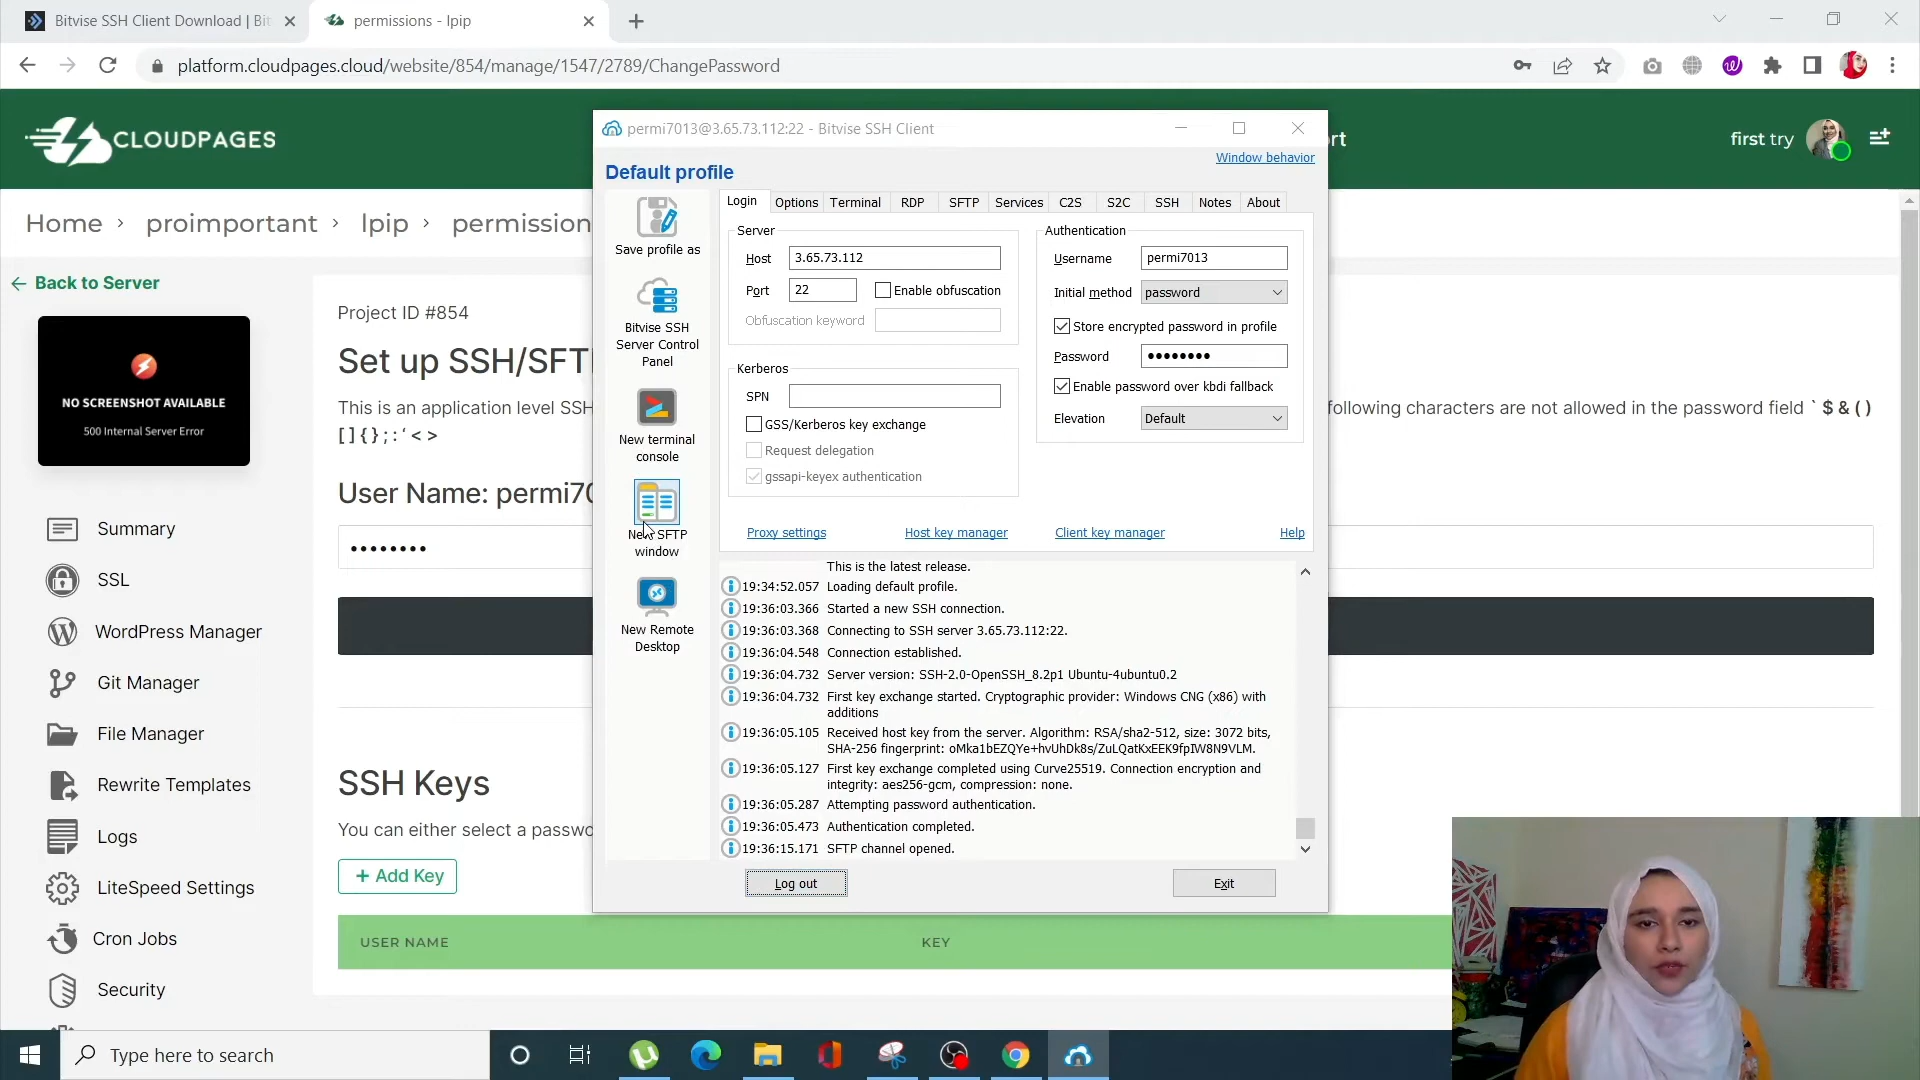 Bitvise SSH Client Download | Bit
permissions - lpip
platform.cloudpages.cloud/website/854/manage/1547/2789/ChangePassword
CLOUDPAGES
rt
first try
Home › proimportant › lpip › permission
Back to Server
NO SCREENSHOT AVAILABLE
500 Internal Server Error
Summary
SSL
WordPress Manager
Git Manager
File Manager
Rewrite Templates
Logs
LiteSpeed Settings
Cron Jobs
Security
Project ID #854
Set up SSH/SFT
This is an application level SSH
following characters are not allowed in the password field ` $ & ( )
[ ] { } ; : ' < >
User Name: permi70
••••••••
SSH Keys
You can either select a passwo
+ Add Key
USER NAME KEY
permi7013@3.65.73.112:22 - Bitvise SSH Client
Window behavior
Default profile
Save profile as
Bitvise SSH
Server Control
Panel
New terminal
console
New SFTP
window
New Remote
Desktop
Login Options Terminal RDP SFTP Services C2S S2C SSH Notes About
Server
Host 3.65.73.112
Port 22 Enable obfuscation
Obfuscation keyword
Kerberos
SPN
GSS/Kerberos key exchange
Request delegation
gssapi-keyex authentication
Authentication
Username permi7013
Initial method password
Store encrypted password in profile
Password ••••••••
Enable password over kbdi fallback
Elevation Default
Proxy settings Host key manager Client key manager Help
This is the latest release.
19:34:52.057 Loading default profile.
19:36:03.366 Started a new SSH connection.
19:36:03.368 Connecting to SSH server 3.65.73.112:22.
19:36:04.548 Connection established.
19:36:04.732 Server version: SSH-2.0-OpenSSH_8.2p1 Ubuntu-4ubuntu0.2
19:36:04.732 First key exchange started. Cryptographic provider: Windows CNG (x86) with
additions
19:36:05.105 Received host key from the server. Algorithm: RSA/sha2-512, size: 3072 bits,
SHA-256 fingerprint: oMka1bEZQYe+hvUhDk8s/ZuLQatKxEEK9fpIW8N9VLM.
19:36:05.127 First key exchange completed using Curve25519. Connection encryption and
integrity: aes256-gcm, compression: none.
19:36:05.287 Attempting password authentication.
19:36:05.473 Authentication completed.
19:36:15.171 SFTP channel opened.
Log out Exit
Type here to search